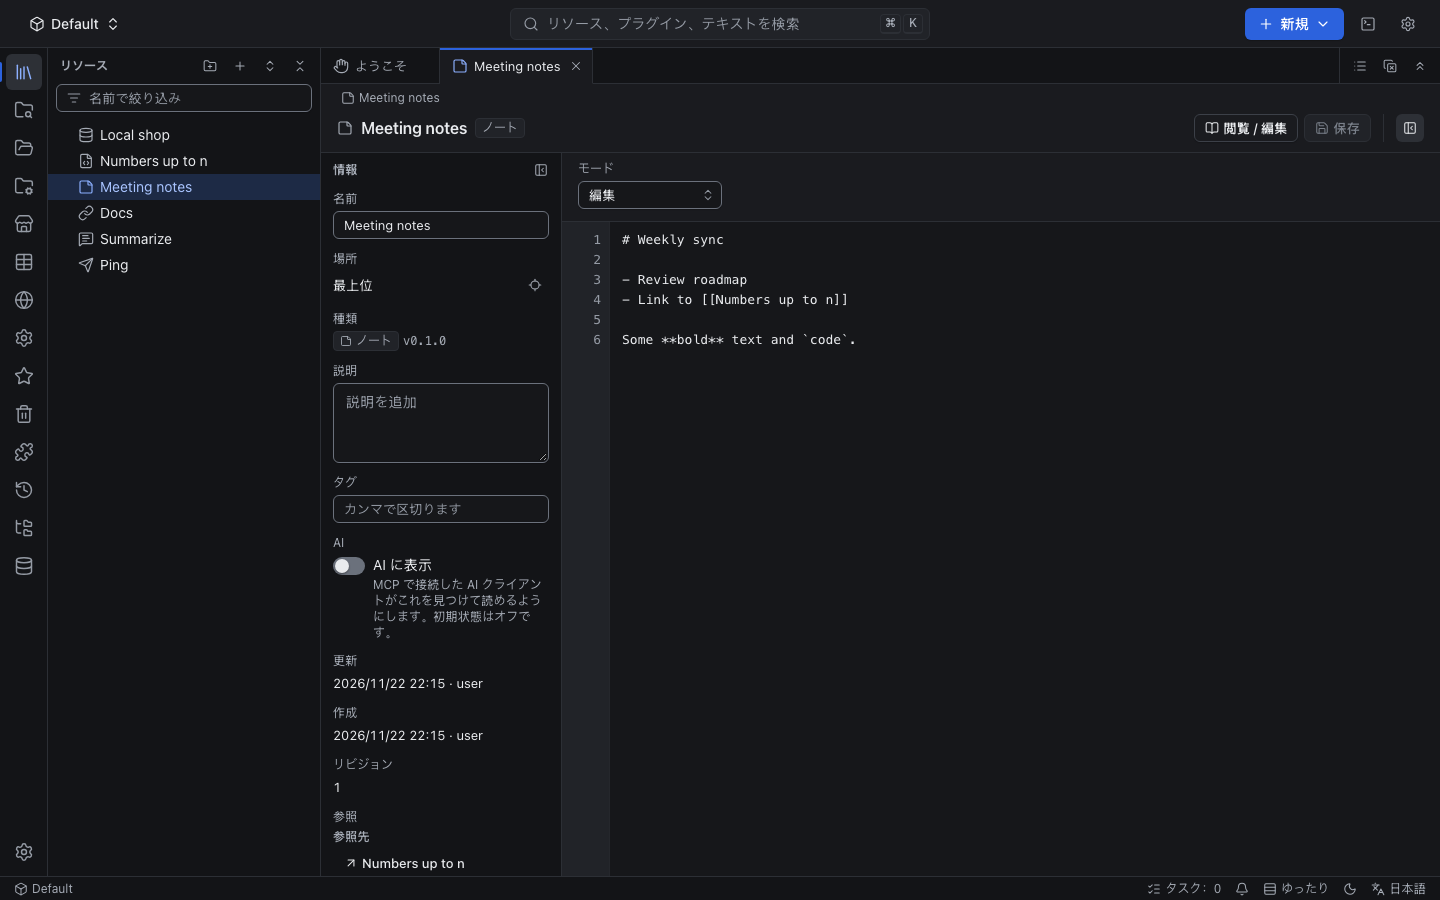 Default
リソース、プラグイン、テキストを検索
⌘ K
新規
リソース
ようこそ
Meeting notes
名前で絞り込み
Local shop
Numbers up to n
Meeting notes
Docs
Summarize
Ping
Meeting notes
Meeting notes
ノート
閲覧 / 編集
保存
情報
名前
Meeting notes
場所
最上位
種類
ノート v0.1.0
説明
説明を追加
タグ
カンマで区切ります
AI
AI に表示
MCP で接続した AI クライアン
トがこれを見つけて読めるよう
にします。初期状態はオフで
す。
更新
2026/11/22 22:15 · user
作成
2026/11/22 22:15 · user
リビジョン
1
参照
参照先
Numbers up to n
モード
編集
1 # Weekly sync
2
3 - Review roadmap
4 - Link to [[Numbers up to n]]
5
6 Some **bold** text and `code`.
Default
タスク: 0
ゆったり
日本語